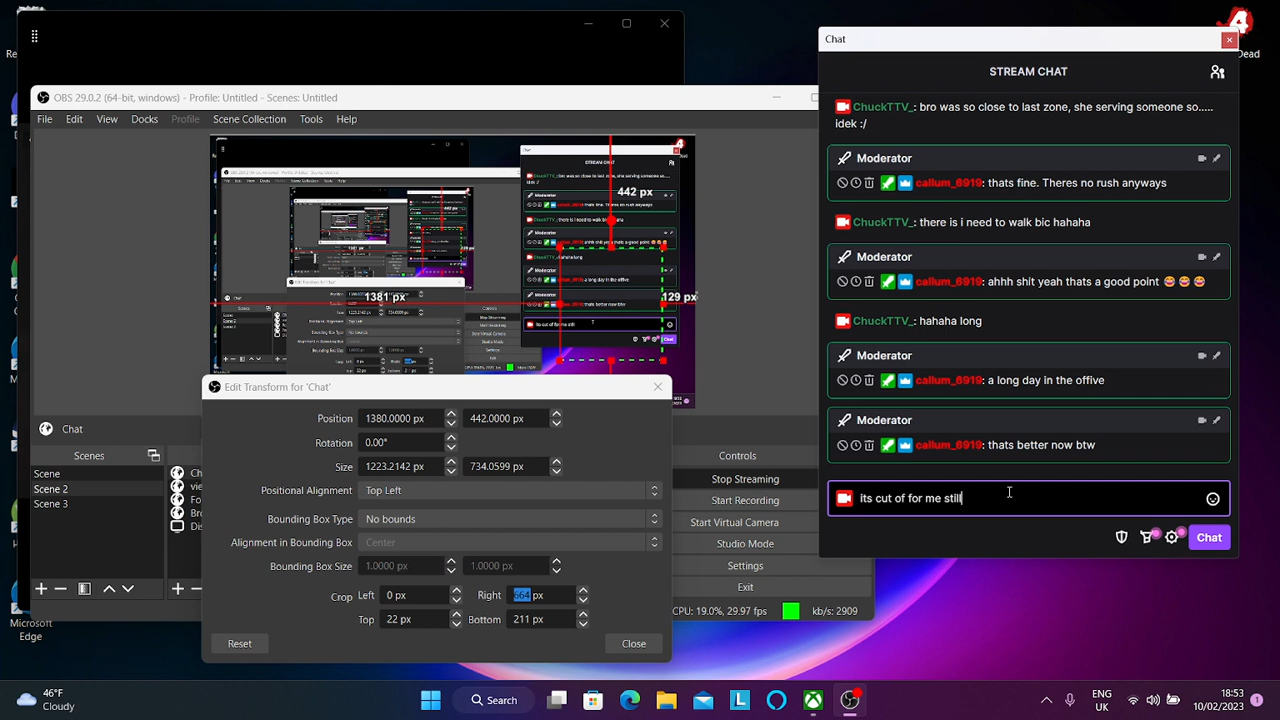 OBS 29.0.2 (64-bit, windows) - Profile: Untitled - Scenes: Untitled
File Edit View Docks Profile Scene Collection Tools Help
442 px
1381 px
129 px
Chat
Scenes
Scene
Scene 2
Scene 3
Edit Transform for 'Chat'
Position 1380.0000 px 442.0000 px
Rotation 0.00°
Size 1223.2142 px 734.0599 px
Positional Alignment Top Left
Bounding Box Type No bounds
Alignment in Bounding Box Center
Bounding Box Size 1.0000 px 1.0000 px
Crop Left 0 px Right 664 px
Top 22 px Bottom 211 px
Reset Close
Controls
Stop Streaming
Start Recording
Start Virtual Camera
Studio Mode
Settings
Exit
CPU: 19.0%, 29.97 fps kb/s: 2909
Chat
STREAM CHAT
ChuckTTV_: bro was so close to last zone, she serving someone so.....
idek :/
Moderator
callum_6919: thats fine. Theres no rush anyways
ChuckTTV_: there is I need to walk blue hahaha
Moderator
callum_6919: ahhh shit yeah thats a good point
ChuckTTV_: hahaha long
Moderator
callum_6919: a long day in the offive
Moderator
callum_6919: thats better now btw
its cut of for me still
Chat
Dead
Microsoft
Edge
46°F
Cloudy
Search
ENG
UK
18:53
10/02/2023
1